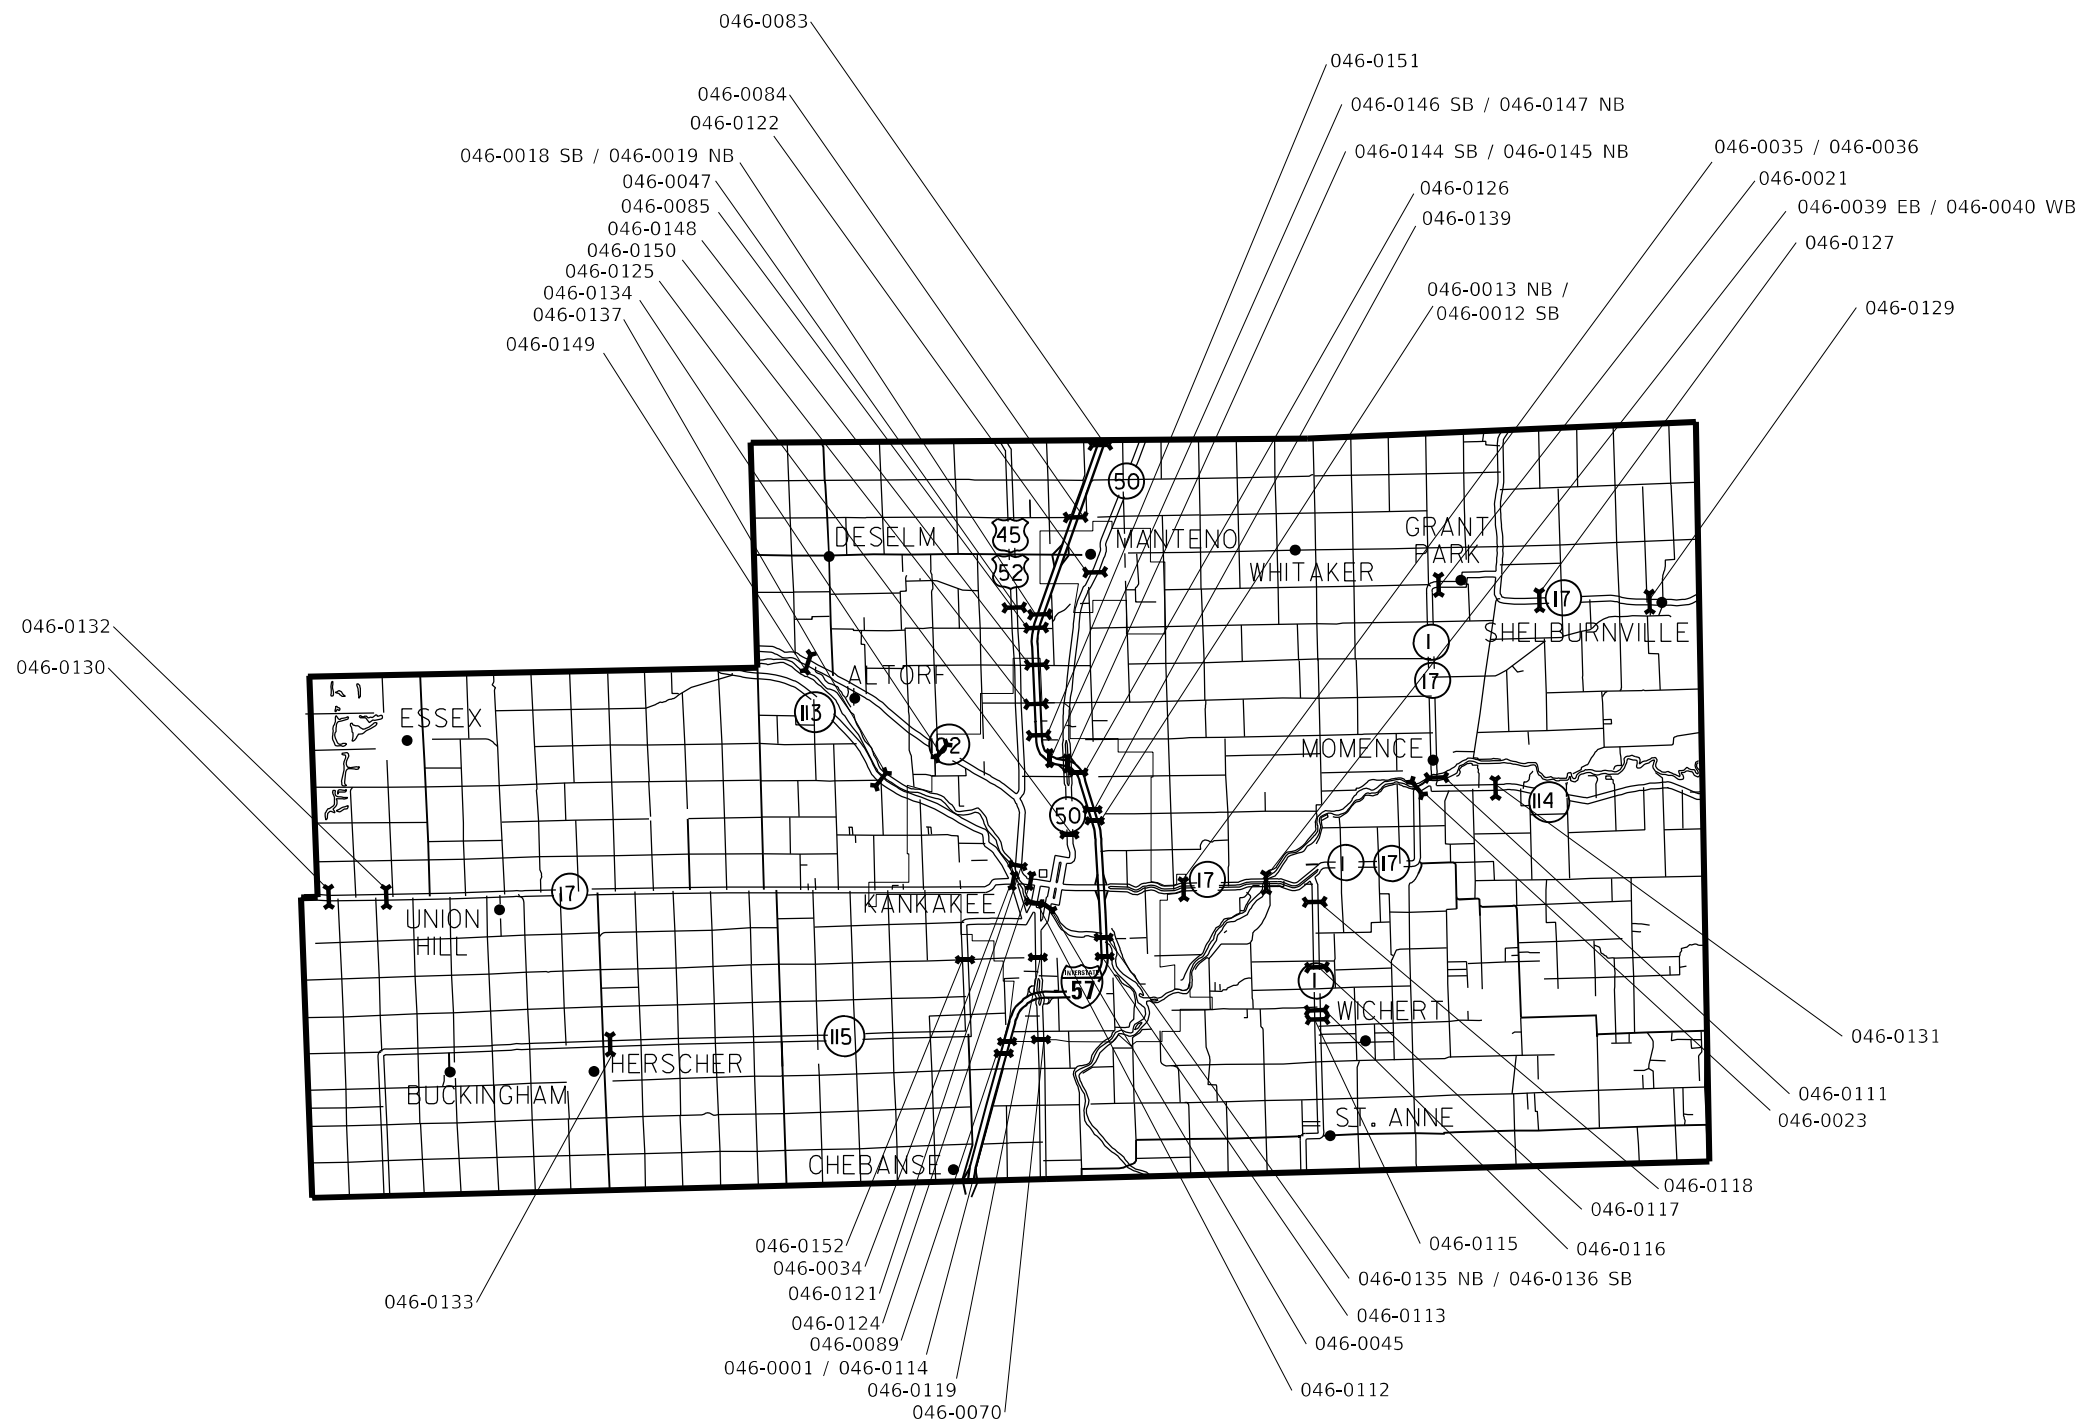 046-0083
046-0151
046-0084
046-0146 SB / 046-0147 NB
046-0122
046-0018 SB / 046-0019 NB
046-0144 SB / 046-0145 NB
046-0035 / 046-0036
046-0047
046-0126
046-0021
046-0085
046-0139
046-0039 EB / 046-0040 WB
046-0148
046-0127
046-0150
046-0125
046-0134
046-0013 NB /
046-0012 SB
046-0137
046-0129
046-0149
50
45
52
DESELM
MANTENO
WHITAKER
GRANT
PARK
17
SHELBURNVILLE
1
17
046-0132
046-0130
ALTORF
113
ESSEX
02
MOMENCE
114
50
17
UNION
HILL
KANKAKEE
17
1
17
INTERSTATE
57
1
WICHERT
115
HERSCHER
BUCKINGHAM
ST. ANNE
CHEBANSE
046-0131
046-0111
046-0023
046-0118
046-0117
046-0115
046-0116
046-0152
046-0034
046-0135 NB / 046-0136 SB
046-0121
046-0133
046-0113
046-0124
046-0089
046-0045
046-0001 / 046-0114
046-0119
046-0112
046-0070